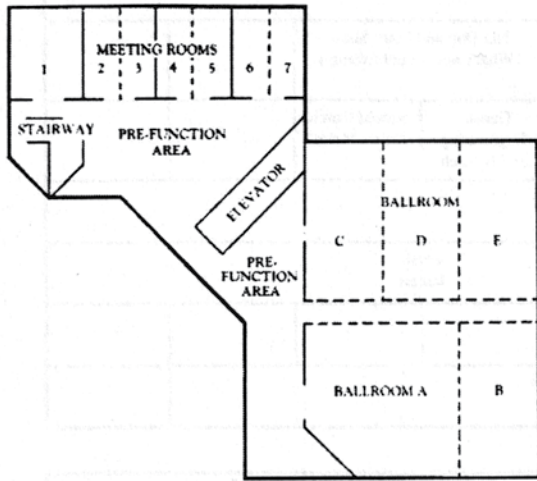 MEETING ROOMS
1 2 3 4 5 6 7
STAIRWAY
PRE-FUNCTION
AREA
ELEVATOR
BALLROOM
C D E
PRE-
FUNCTION
AREA
BALLROOM A B